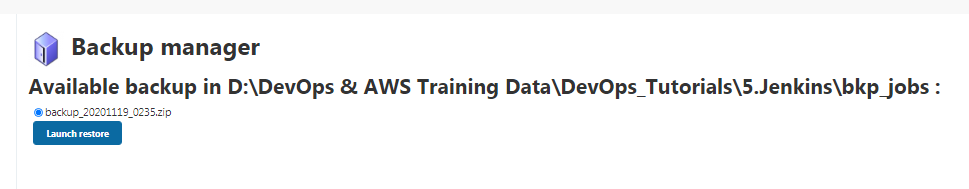 Backup manager
Available backup in D:\DevOps & AWS Training Data\DevOps_Tutorials\5.Jenkins\bkp_jobs :
backup_20201119_0235.zip
Launch restore